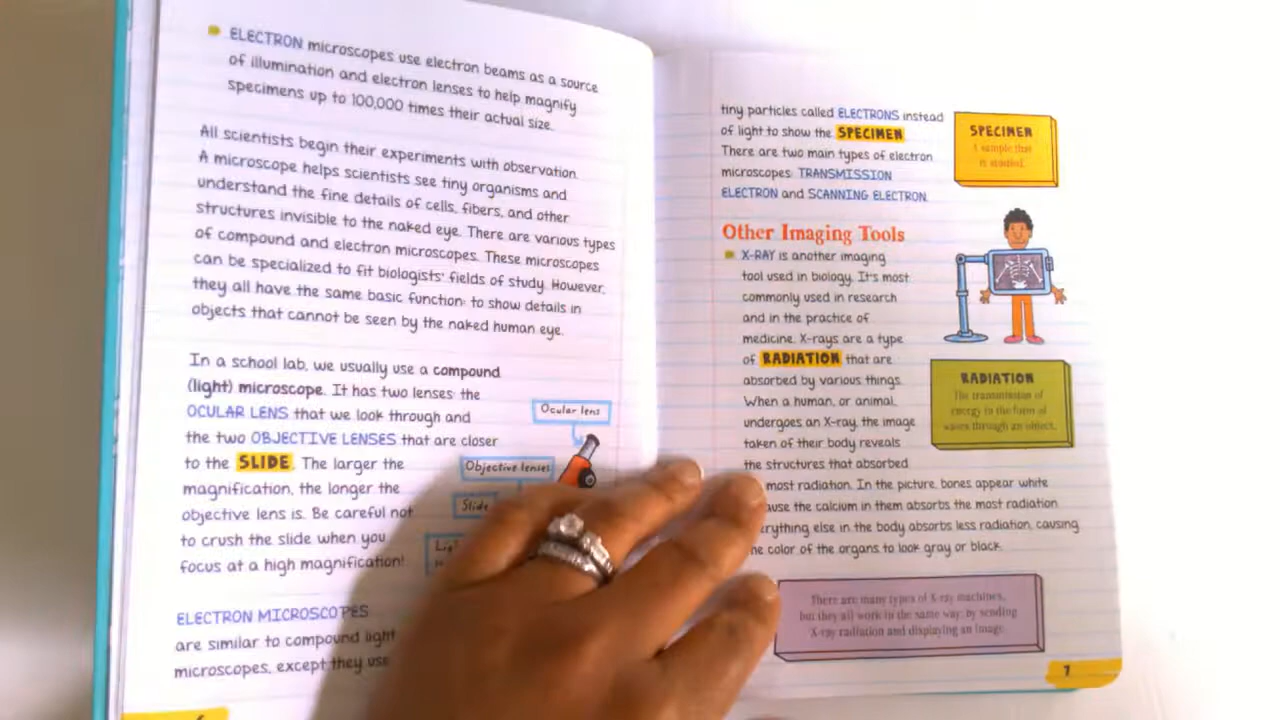 ELECTRON microscopes use electron beams as a source
of illumination and electron lenses to help magnify
specimens up to 100,000 times their actual size.
All scientists begin their experiments with observation.
A microscope helps scientists see tiny organisms and
understand the fine details of cells, fibers, and other
structures invisible to the naked eye. There are various types
of compound and electron microscopes. These microscopes
can be specialized to fit biologists' fields of study. However,
they all have the same basic function: to show details in
objects that cannot be seen by the naked human eye.
In a school lab, we usually use a compound
(light) microscope. It has two lenses: the
OCULAR LENS that we look through and
the two OBJECTIVE LENSES that are closer
to the SLIDE. The larger the
magnification, the longer the
objective lens is. Be careful not
to crush the slide when you
focus at a high magnification!
Ocular lens
Objective lenses
Slide
ELECTRON MICROSCOPES
are similar to compound light
microscopes, except they use
tiny particles called ELECTRONS instead
of light to show the SPECIMEN.
There are two main types of electron
microscopes: TRANSMISSION
ELECTRON and SCANNING ELECTRON.
SPECIMEN
A sample that
is studied.
Other Imaging Tools
X-RAY is another imaging
tool used in biology. It's most
commonly used in research
and in the practice of
medicine. X-rays are a type
of RADIATION that are
absorbed by various things.
When a human, or animal,
undergoes an X-ray, the image
taken of their body reveals
the structures that absorbed
most radiation. In the picture, bones appear white
the calcium in them absorbs the most radiation.
else in the body absorbs less radiation, causing
color of the organs to look gray or black.
RADIATION
The transmission of
energy in the form of
waves through an object.
There are many types of X-ray machines,
but they all work in the same way: by sending
X-ray radiation and displaying an image.
7